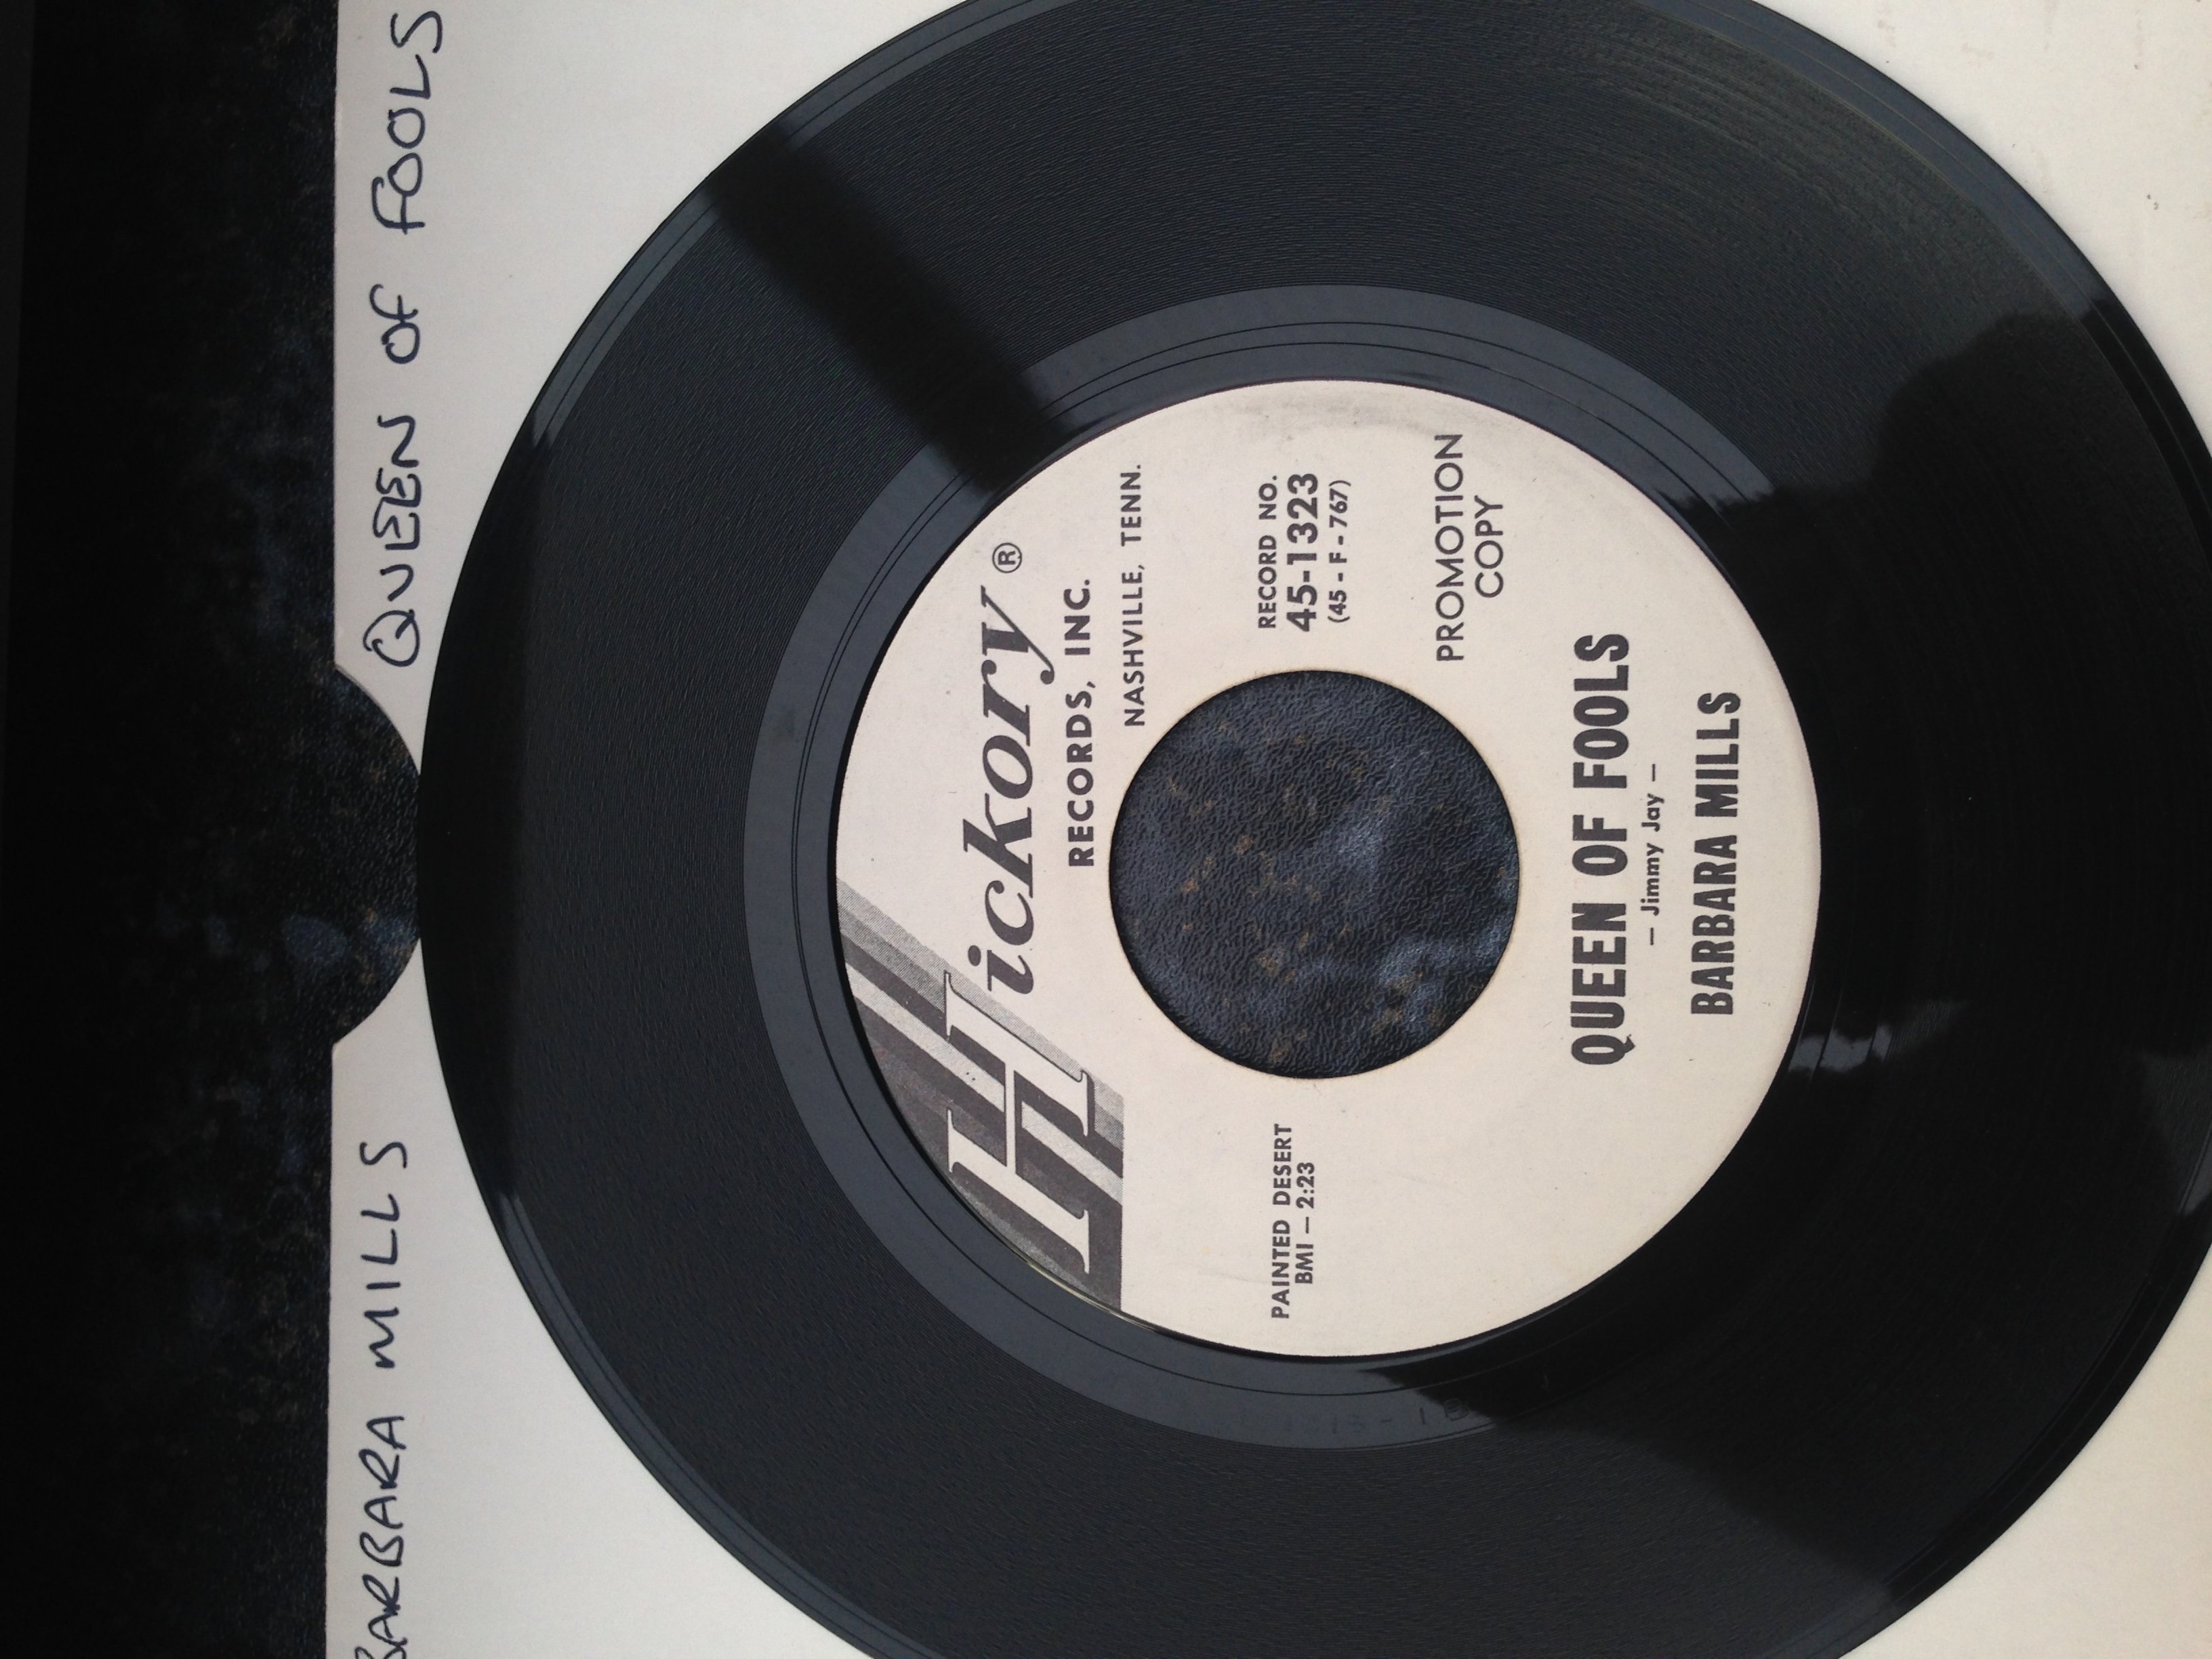 BARBARA MILLS QUEEN OF FOOLS
Hickory ®
RECORDS, INC.
NASHVILLE, TENN.
PAINTED DESERT
BMI — 2:23
RECORD NO.
45-1323
(45 - F - 767)
PROMOTION
COPY
QUEEN OF FOOLS
— Jimmy Jay —
BARBARA MILLS